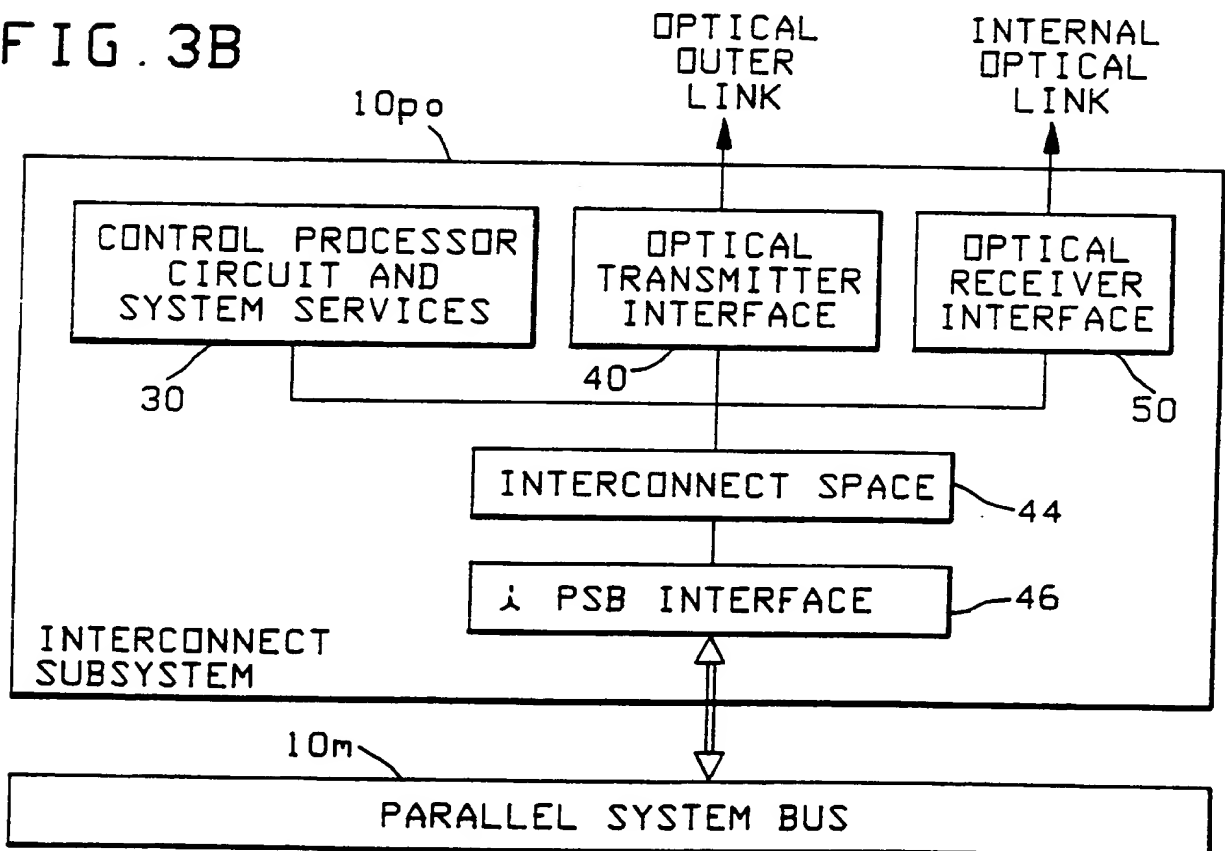 FIG. 3B
OPTICAL
OUTER
LINK
INTERNAL
OPTICAL
LINK
10po
CONTROL PROCESSOR
CIRCUIT AND
SYSTEM SERVICES
OPTICAL
TRANSMITTER
INTERFACE
OPTICAL
RECEIVER
INTERFACE
30
40
50
INTERCONNECT SPACE
44
i PSB INTERFACE
46
INTERCONNECT
SUBSYSTEM
10m
PARALLEL SYSTEM BUS